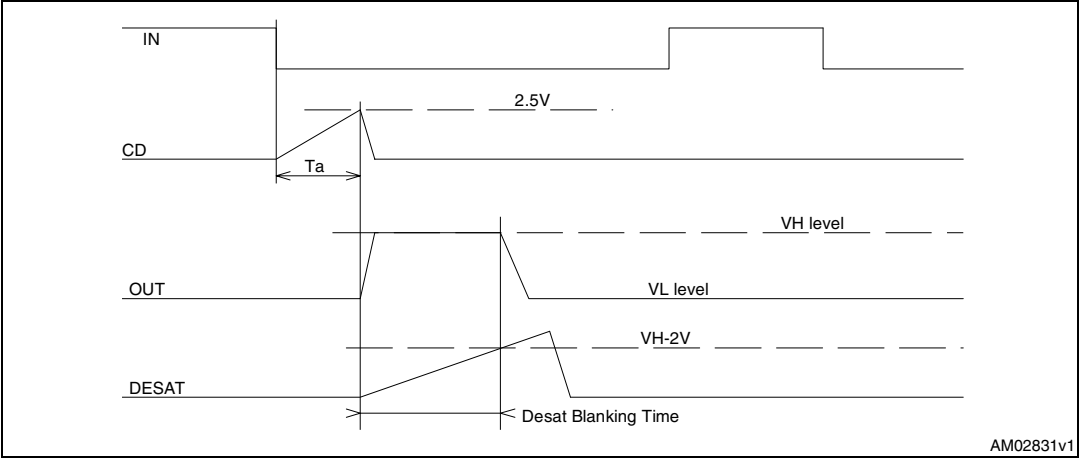 IN
2.5V
CD
Ta
VH level
OUT
VL level
VH-2V
DESAT
Desat Blanking Time
AM02831v1